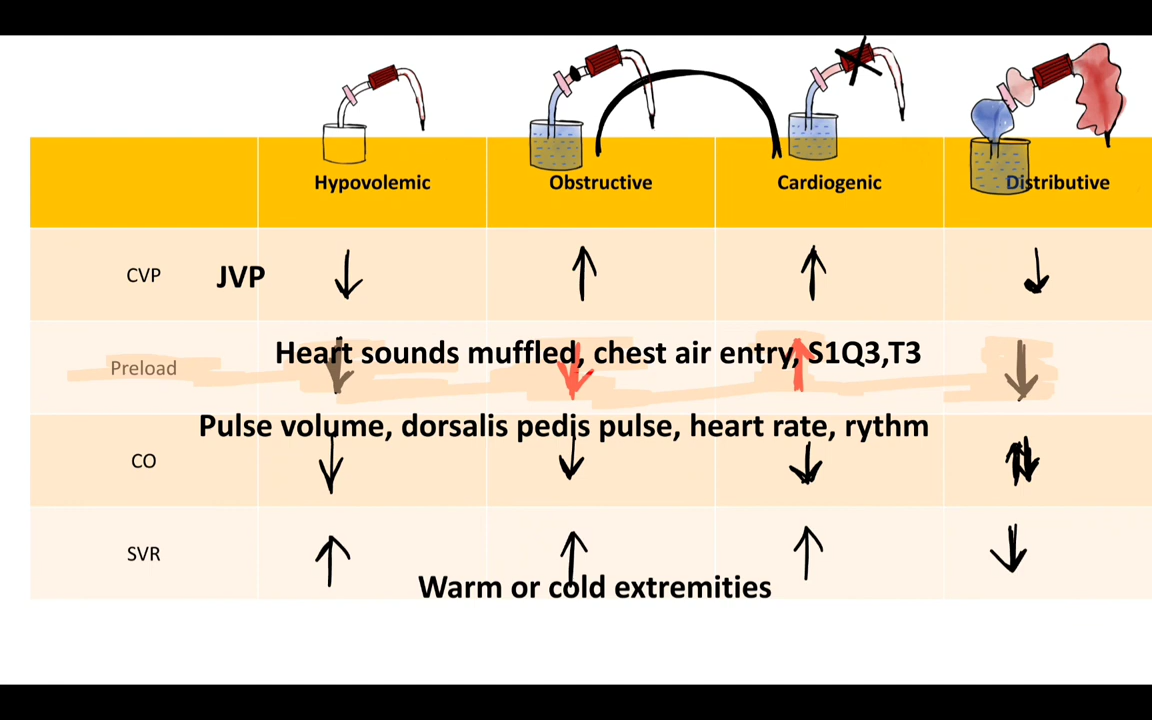 Hypovolemic Obstructive Cardiogenic Distributive
CVP JVP
Heart sounds muffled, chest air entry, S1Q3,T3
Preload
Pulse volume, dorsalis pedis pulse, heart rate, rythm
CO
SVR
Warm or cold extremities